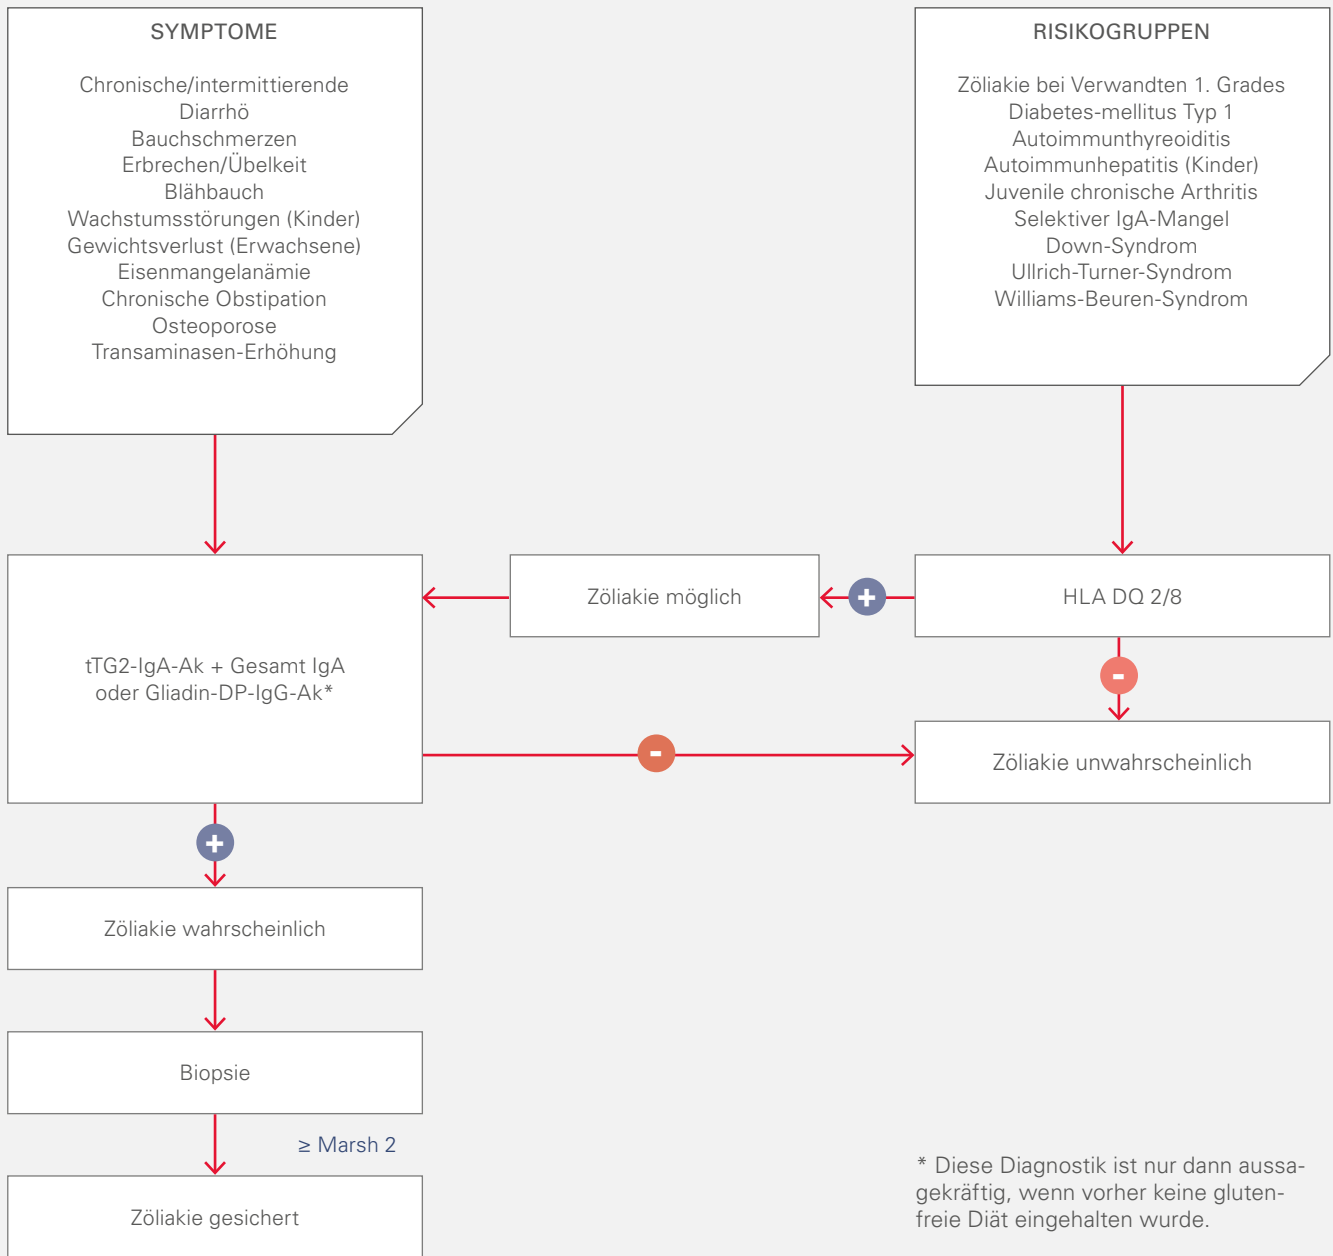 SYMPTOME
Chronische/intermittierende
Diarrhö
Bauchschmerzen
Erbrechen/Übelkeit
Blähbauch
Wachstumsstörungen (Kinder)
Gewichtsverlust (Erwachsene)
Eisenmangelanämie
Chronische Obstipation
Osteoporose
Transaminasen-Erhöhung
RISIKOGRUPPEN
Zöliakie bei Verwandten 1. Grades
Diabetes-mellitus Typ 1
Autoimmunthyreoiditis
Autoimmunhepatitis (Kinder)
Juvenile chronische Arthritis
Selektiver IgA-Mangel
Down-Syndrom
Ullrich-Turner-Syndrom
Williams-Beuren-Syndrom
tTG2-IgA-Ak + Gesamt IgA
oder Gliadin-DP-IgG-Ak*
Zöliakie möglich
+
HLA DQ 2/8
-
-
Zöliakie unwahrscheinlich
+
Zöliakie wahrscheinlich
Biopsie
≥ Marsh 2
Zöliakie gesichert
* Diese Diagnostik ist nur dann aussa-
gekräftig, wenn vorher keine gluten-
freie Diät eingehalten wurde.